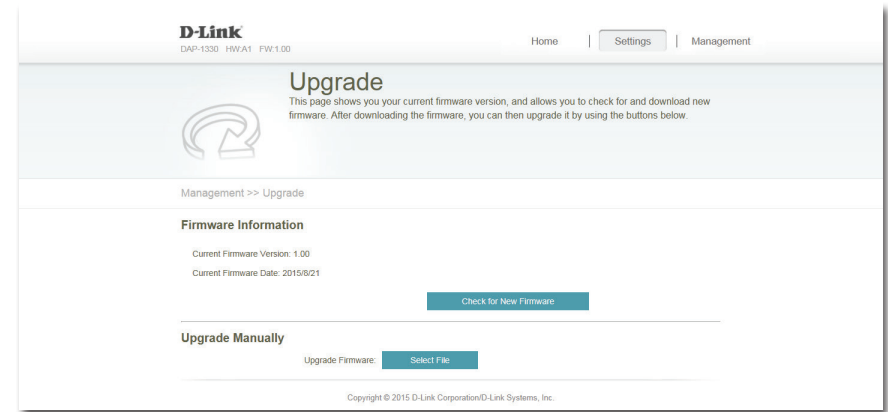 D-Link
DAP-1330 HW:A1 FW:1.00
Home | Settings | Management
Upgrade
This page shows you your current firmware version, and allows you to check for and download new
firmware. After downloading the firmware, you can then upgrade it by using the buttons below.
Management >> Upgrade
Firmware Information
Current Firmware Version: 1.00
Current Firmware Date: 2015/8/21
Check for New Firmware
Upgrade Manually
Upgrade Firmware: Select File
Copyright © 2015 D-Link Corporation/D-Link Systems, Inc.